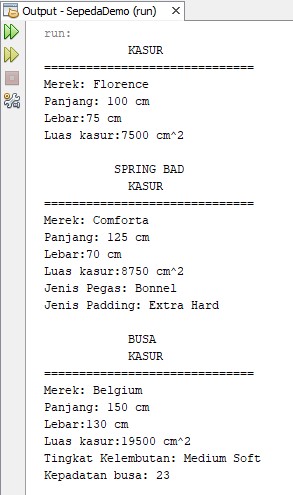 Output - SepedaDemo (run) ×
run:
KASUR
==============================
Merek: Florence
Panjang: 100 cm
Lebar:75 cm
Luas kasur:7500 cm^2
SPRING BAD
KASUR
==============================
Merek: Comforta
Panjang: 125 cm
Lebar:70 cm
Luas kasur:8750 cm^2
Jenis Pegas: Bonnel
Jenis Padding: Extra Hard
BUSA
KASUR
==============================
Merek: Belgium
Panjang: 150 cm
Lebar:130 cm
Luas kasur:19500 cm^2
Tingkat Kelembutan: Medium Soft
Kepadatan busa: 23